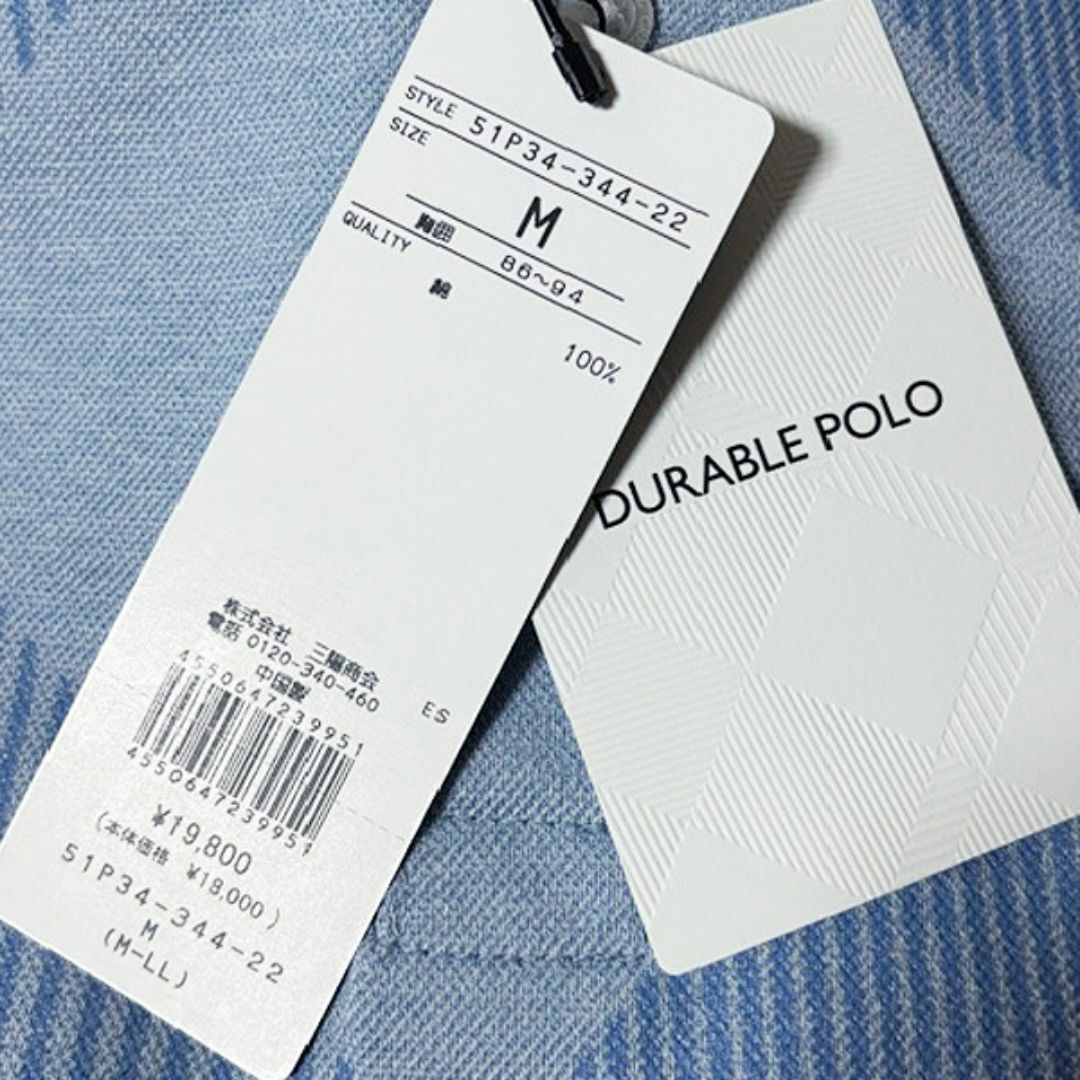 STYLE 51P34-344-22
SIZE
M
胸囲 86~94
QUALITY
綿
100%
株式会社 三陽商会
電話 0120-340-460
中国製 ES
4550647239951
4550647239951
¥19,800
(本体価格 ¥18,000)
51P34-344-22
M
(M-LL)
DURABLE POLO